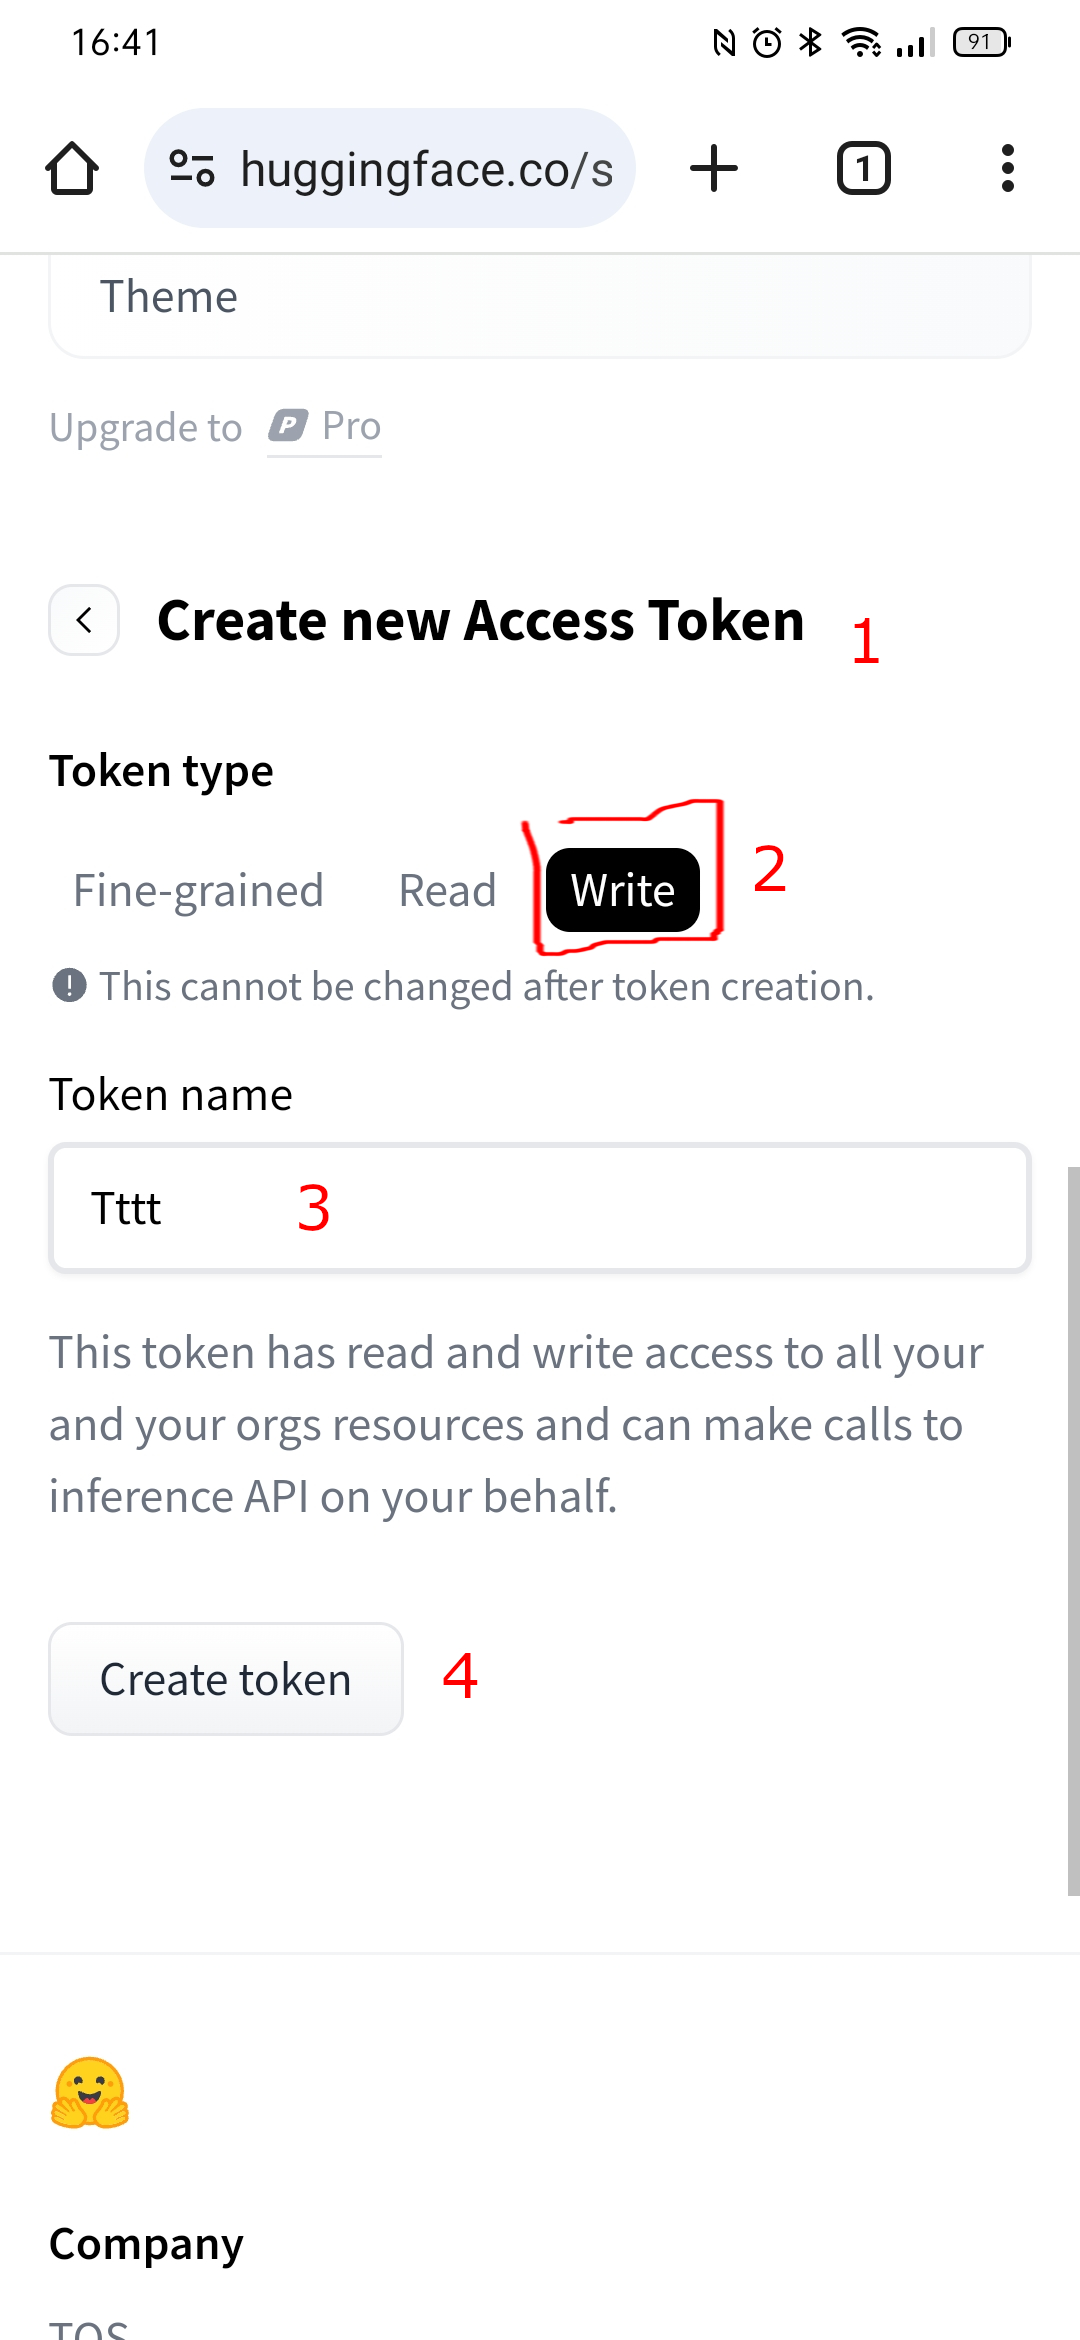 16:41
91
huggingface.co/s
1
Theme
Upgrade to P Pro
Create new Access Token 1
Token type
Fine-grained Read Write 2
This cannot be changed after token creation.
Token name
Tttt 3
This token has read and write access to all your
and your orgs resources and can make calls to
inference API on your behalf.
Create token 4
Company
TOS